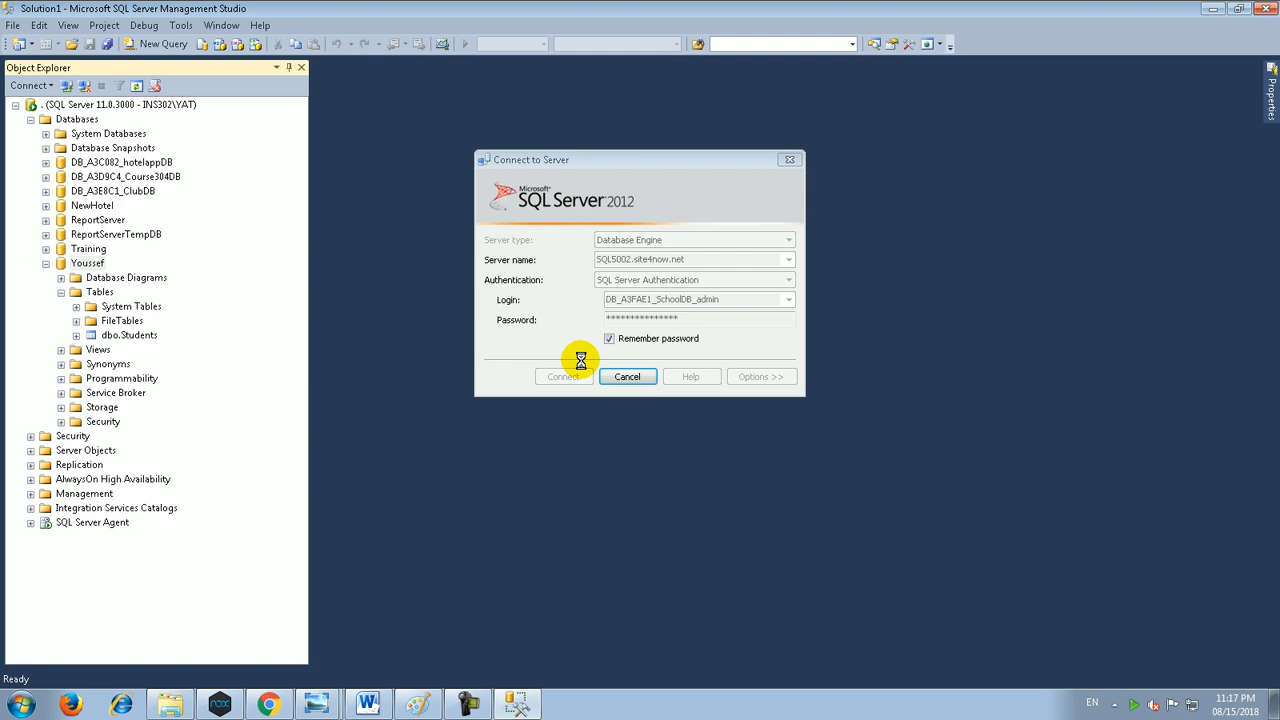 Solution1 - Microsoft SQL Server Management Studio
File Edit View Project Debug Tools Window Help
New Query
Object Explorer
Connect
. (SQL Server 11.0.3000 - INS302\YAT)
Databases
System Databases
Database Snapshots
DB_A3C082_hotelappDB
DB_A3D9C4_Course304DB
DB_A3E8C1_ClubDB
NewHotel
ReportServer
ReportServerTempDB
Training
Youssef
Database Diagrams
Tables
System Tables
FileTables
dbo.Students
Views
Synonyms
Programmability
Service Broker
Storage
Security
Security
Server Objects
Replication
AlwaysOn High Availability
Management
Integration Services Catalogs
SQL Server Agent
Connect to Server
Microsoft
SQL Server 2012
Server type: Database Engine
Server name: SQL5002.site4now.net
Authentication: SQL Server Authentication
Login: DB_A3FAE1_SchoolDB_admin
Password: ***************
Remember password
Connect Cancel Help Options >>
Properties
Ready
nox
W
EN
11:17 PM
08/15/2018